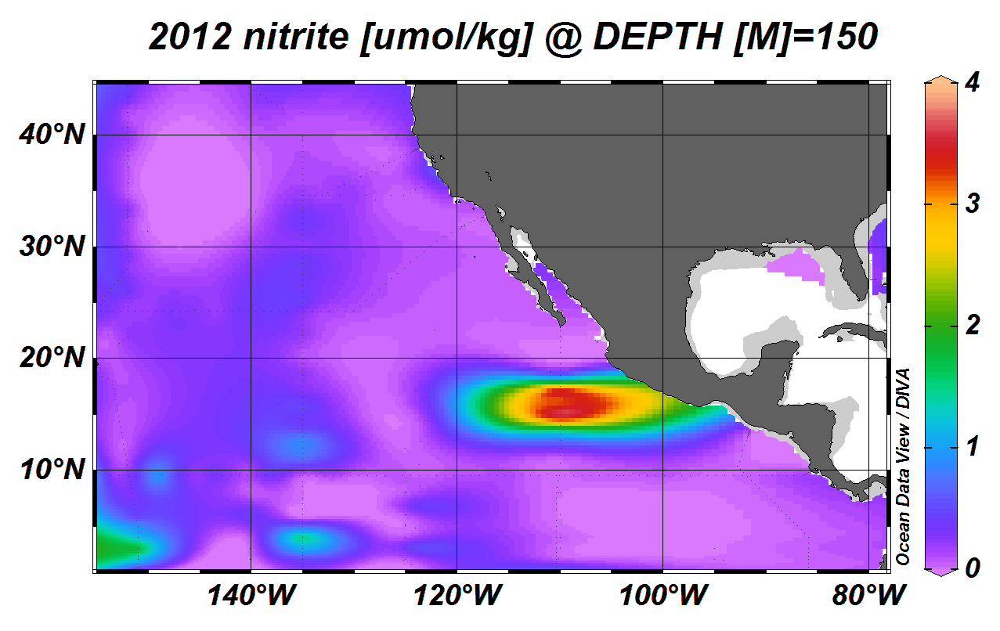 2012 nitrite [umol/kg] @ DEPTH [M]=150
40°N
30°N
20°N
10°N
140°W
120°W
100°W
80°W
4
3
2
1
0
Ocean Data View / DIVA